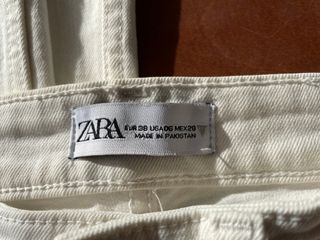 ZARA
EUR 38 USA 06 MEX 28
MADE IN PAKISTAN